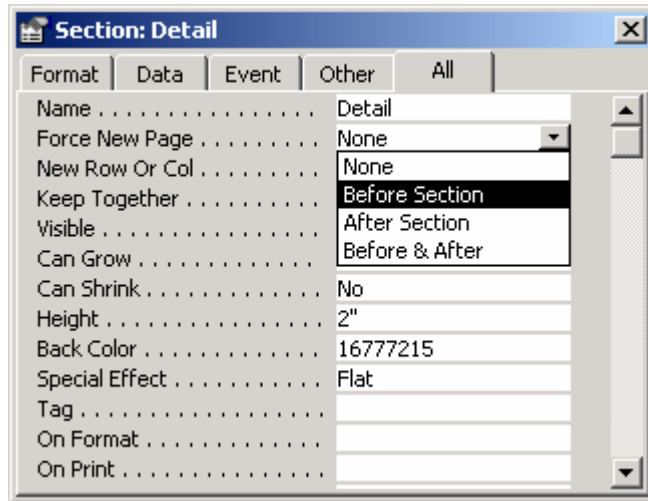 Section: Detail
Format Data Event Other All
Name . . . . . . . . . . . . . . . . Detail
Force New Page . . . . . . . . . None
New Row Or Col . . . . . . . . . None
Keep Together . . . . . . . . . . Before Section
Visible . . . . . . . . . . . . . . . . After Section
Can Grow . . . . . . . . . . . . . Before & After
Can Shrink . . . . . . . . . . . . . No
Height . . . . . . . . . . . . . . . . 2"
Back Color . . . . . . . . . . . . . 16777215
Special Effect . . . . . . . . . . . Flat
Tag . . . . . . . . . . . . . . . . . .
On Format . . . . . . . . . . . . .
On Print . . . . . . . . . . . . . . .